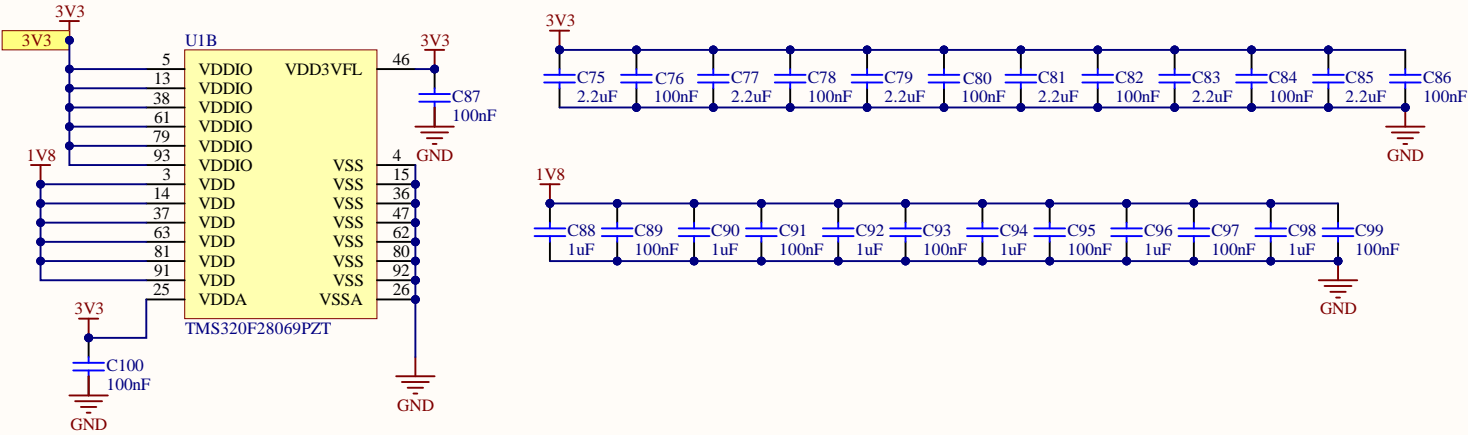 3V3
3V3
U1B
5 VDDIO VDD3VFL 46
13 VDDIO
38 VDDIO
61 VDDIO
79 VDDIO
93 VDDIO VSS 4
3 VDD VSS 15
14 VDD VSS 36
37 VDD VSS 47
63 VDD VSS 62
81 VDD VSS 80
91 VDD VSS 92
25 VDDA VSSA 26
TMS320F28069PZT
1V8
3V3
C87
100nF
GND
3V3
C100
100nF
GND
GND
3V3
C75 C76 C77 C78 C79 C80 C81 C82 C83 C84 C85 C86
2.2uF 100nF 2.2uF 100nF 2.2uF 100nF 2.2uF 100nF 2.2uF 100nF 2.2uF 100nF
GND
1V8
C88 C89 C90 C91 C92 C93 C94 C95 C96 C97 C98 C99
1uF 100nF 1uF 100nF 1uF 100nF 1uF 100nF 1uF 100nF 1uF 100nF
GND